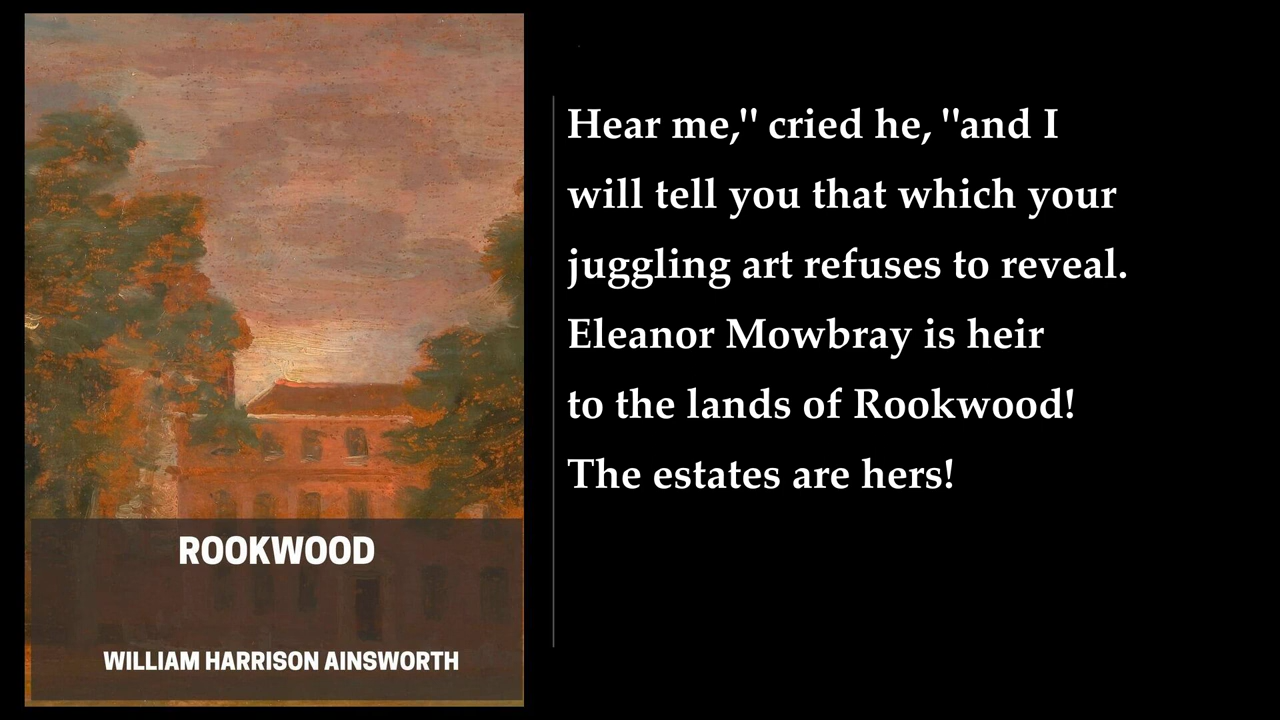 Hear me," cried he, "and I
will tell you that which your
juggling art refuses to reveal.
Eleanor Mowbray is heir
to the lands of Rookwood!
The estates are hers!
ROOKWOOD
WILLIAM HARRISON AINSWORTH